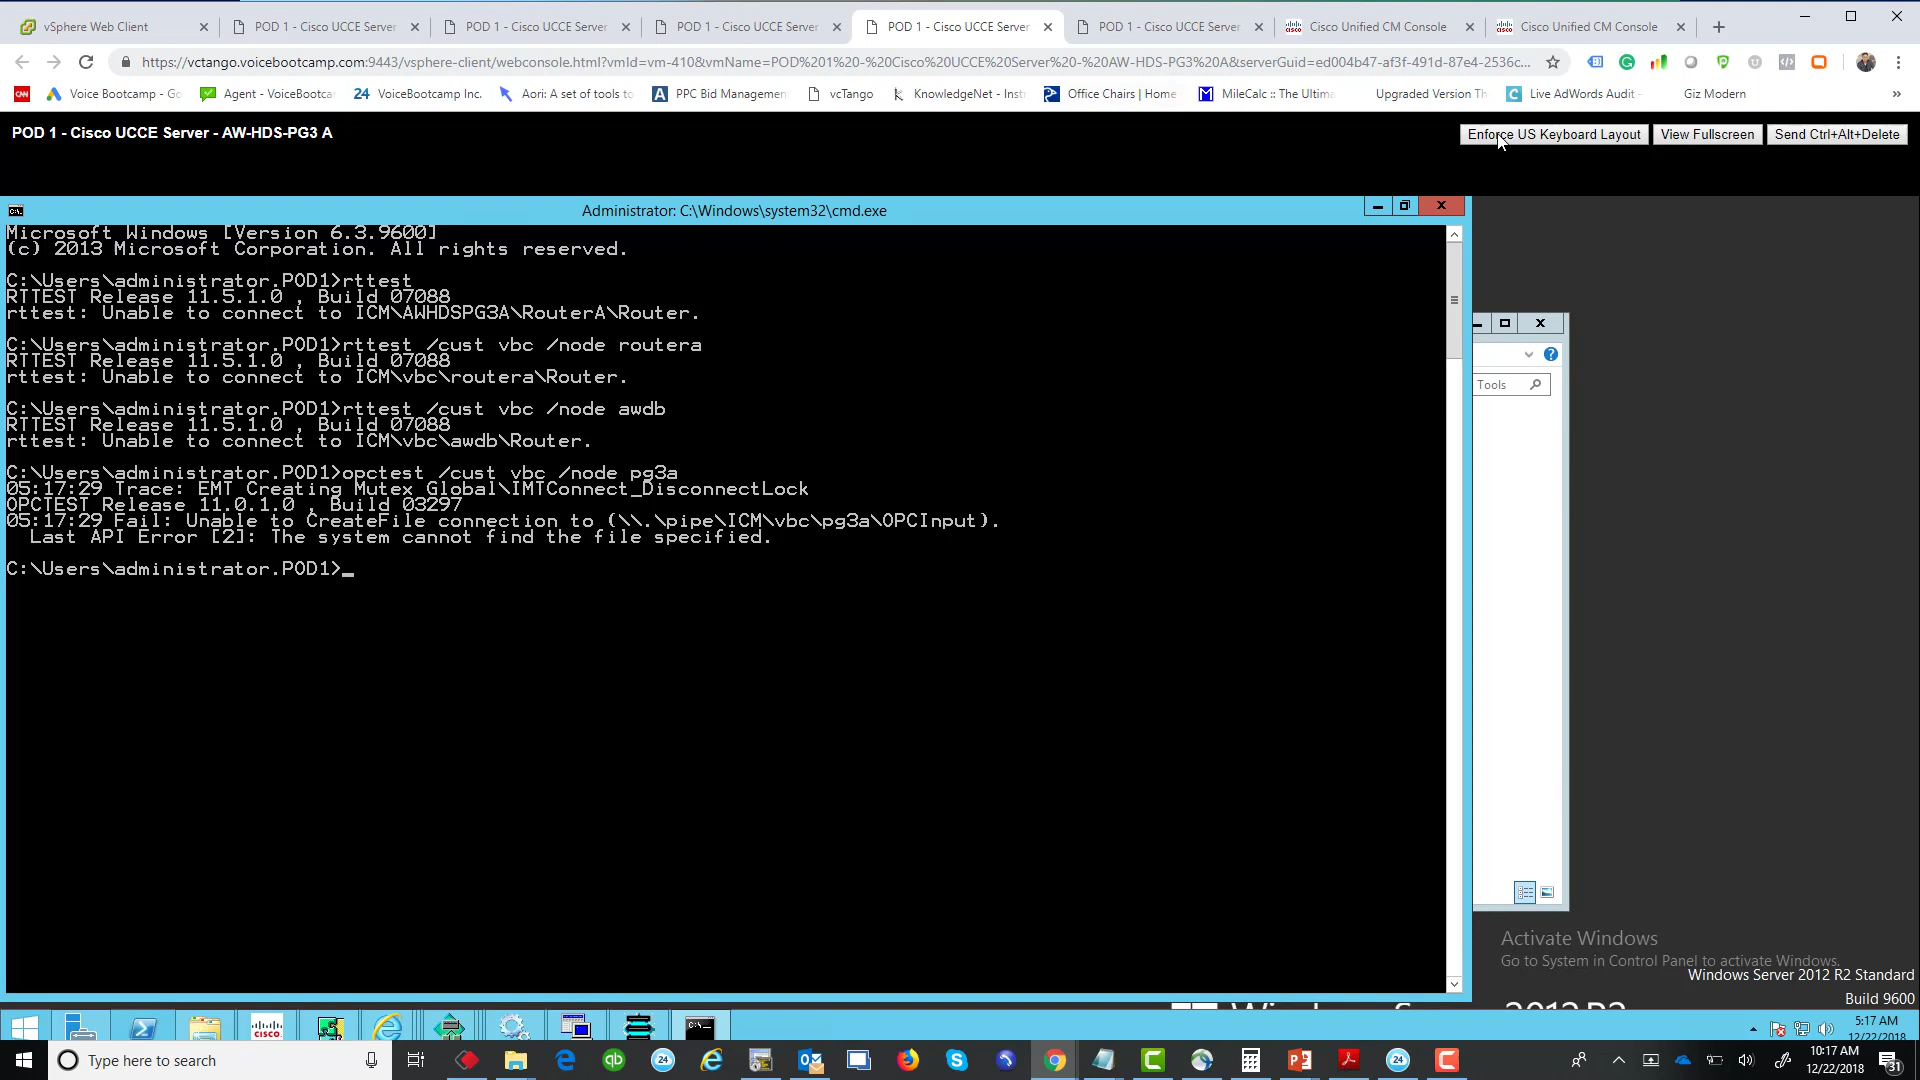 vSphere Web Client
POD 1 - Cisco UCCE Server
POD 1 - Cisco UCCE Server
POD 1 - Cisco UCCE Server
POD 1 - Cisco UCCE Server
POD 1 - Cisco UCCE Server
Cisco Unified CM Console
Cisco Unified CM Console
https://vctango.voicebootcamp.com:9443/vsphere-client/webconsole.html?vmId=vm-410&vmName=POD%201%20-%20Cisco%20UCCE%20Server%20-%20AW-HDS-PG3%20A&serverGuid=ed004b47-af3f-491d-87e4-2536c...
CNN
Voice Bootcamp - Go
Agent - VoiceBootca
24 VoiceBootcamp Inc.
Aori: A set of tools to
A PPC Bid Managemen
vcTango
KnowledgeNet - Inst
Office Chairs | Home
MileCalc :: The Ultima
Upgraded Version Th
Live AdWords Audit
Giz Modern
»
POD 1 - Cisco UCCE Server - AW-HDS-PG3 A
Enforce US Keyboard Layout
View Fullscreen
Send Ctrl+Alt+Delete
Administrator: C:\Windows\system32\cmd.exe
Microsoft Windows [Version 6.3.9600]
(c) 2013 Microsoft Corporation. All rights reserved.
C:\Users\administrator.POD1>rttest
RTTEST Release 11.5.1.0 , Build 07088
rttest: Unable to connect to ICM\AWHDSPG3A\RouterA\Router.
C:\Users\administrator.POD1>rttest /cust vbc /node routera
RTTEST Release 11.5.1.0 , Build 07088
rttest: Unable to connect to ICM\vbc\routera\Router.
C:\Users\administrator.POD1>rttest /cust vbc /node awdb
RTTEST Release 11.5.1.0 , Build 07088
rttest: Unable to connect to ICM\vbc\awdb\Router.
C:\Users\administrator.POD1>opctest /cust vbc /node pg3a
05:17:29 Trace: EMT Creating Mutex Global\IMTConnect_DisconnectLock
OPCTEST Release 11.0.1.0 , Build 03297
05:17:29 Fail: Unable to CreateFile connection to (\\.\pipe\ICM\vbc\pg3a\OPCInput).
Last API Error [2]: The system cannot find the file specified.
C:\Users\administrator.POD1>_
Tools
Activate Windows
Go to System in Control Panel to activate Windows.
Windows Server 2012 R2 Standard
Build 9600
5:17 AM
12/22/2018
cisco
Type here to search
10:17 AM
12/22/2018
31